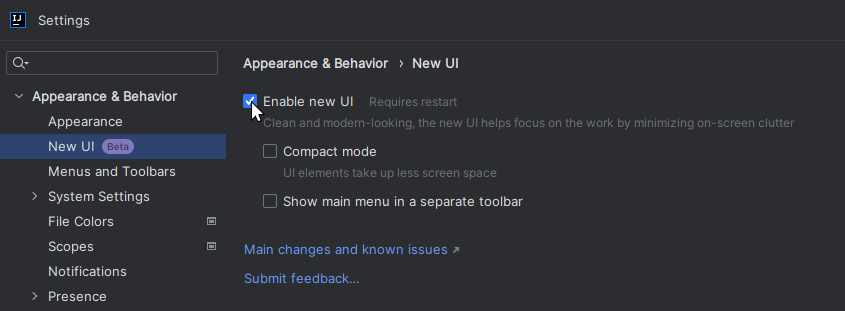 IJ Settings
Appearance & Behavior › New UI
Appearance & Behavior
Appearance
New UI Beta
Menus and Toolbars
System Settings
File Colors
Scopes
Notifications
Presence
Enable new UI Requires restart
Clean and modern-looking, the new UI helps focus on the work by minimizing on-screen clutter
Compact mode
UI elements take up less screen space
Show main menu in a separate toolbar
Main changes and known issues ↗
Submit feedback...